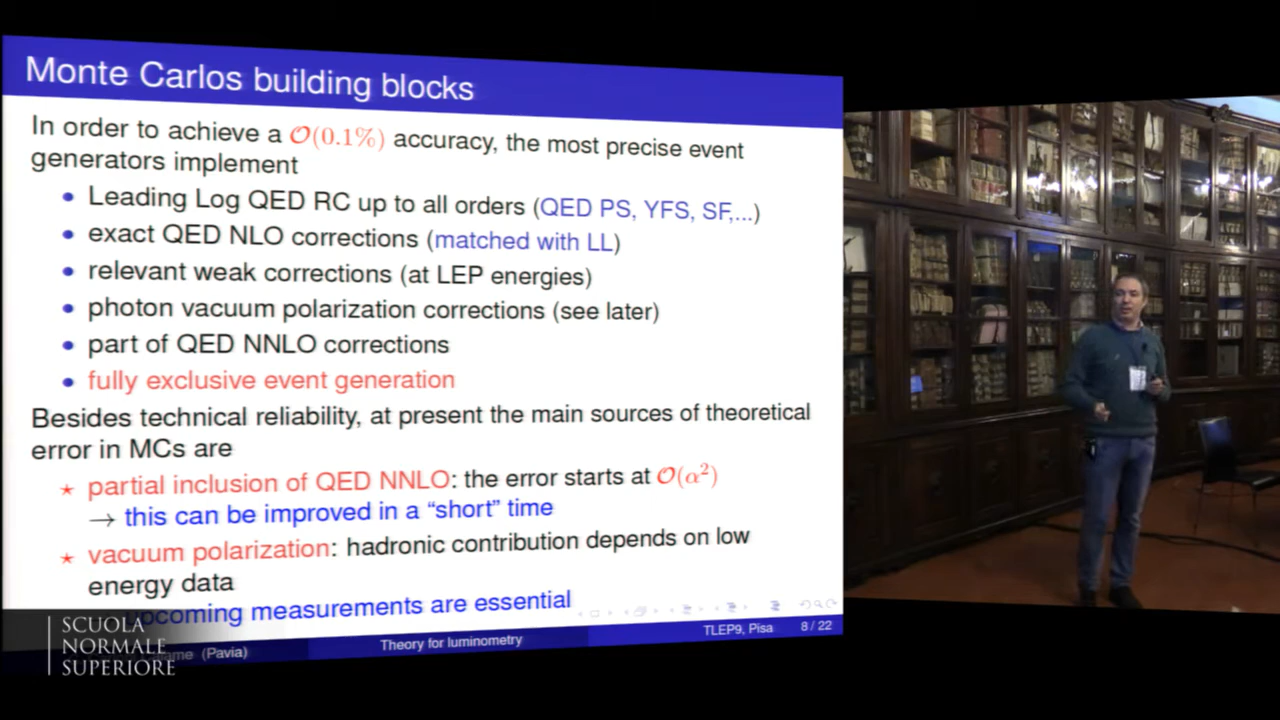 Monte Carlos building blocks
In order to achieve a O(0.1%) accuracy, the most precise event
generators implement
• Leading Log QED RC up to all orders (QED PS, YFS, SF,...)
• exact QED NLO corrections (matched with LL)
• relevant weak corrections (at LEP energies)
• photon vacuum polarization corrections (see later)
• part of QED NNLO corrections
• fully exclusive event generation
Besides technical reliability, at present the main sources of theoretical
error in MCs are
⋆ partial inclusion of QED NNLO: the error starts at O(α²)
→ this can be improved in a “short” time
⋆ vacuum polarization: hadronic contribution depends on low
energy data
upcoming measurements are essential
(Pavia)
Theory for luminometry
TLEP9, Pisa
8 / 22
SCUOLA
NORMALE
SUPERIORE